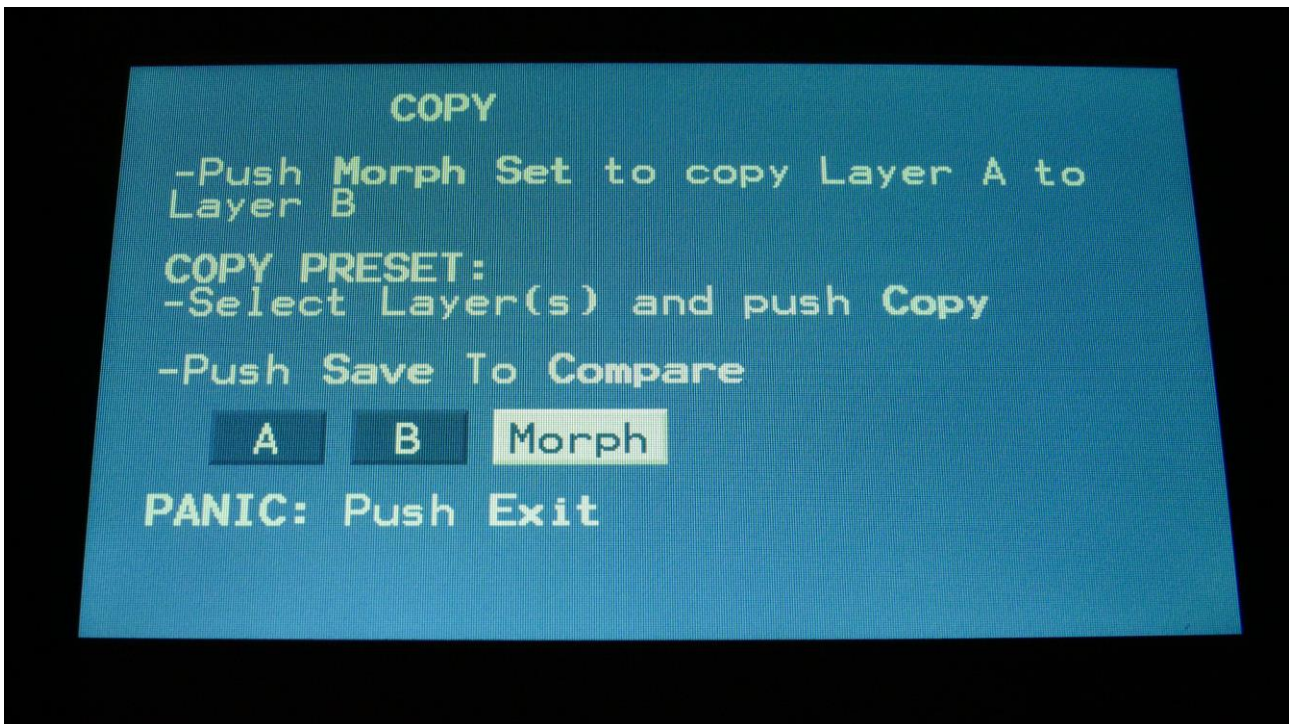 COPY
-Push Morph Set to copy Layer A to
Layer B
COPY PRESET:
-Select Layer(s) and push Copy
-Push Save To Compare
A B Morph
PANIC: Push Exit